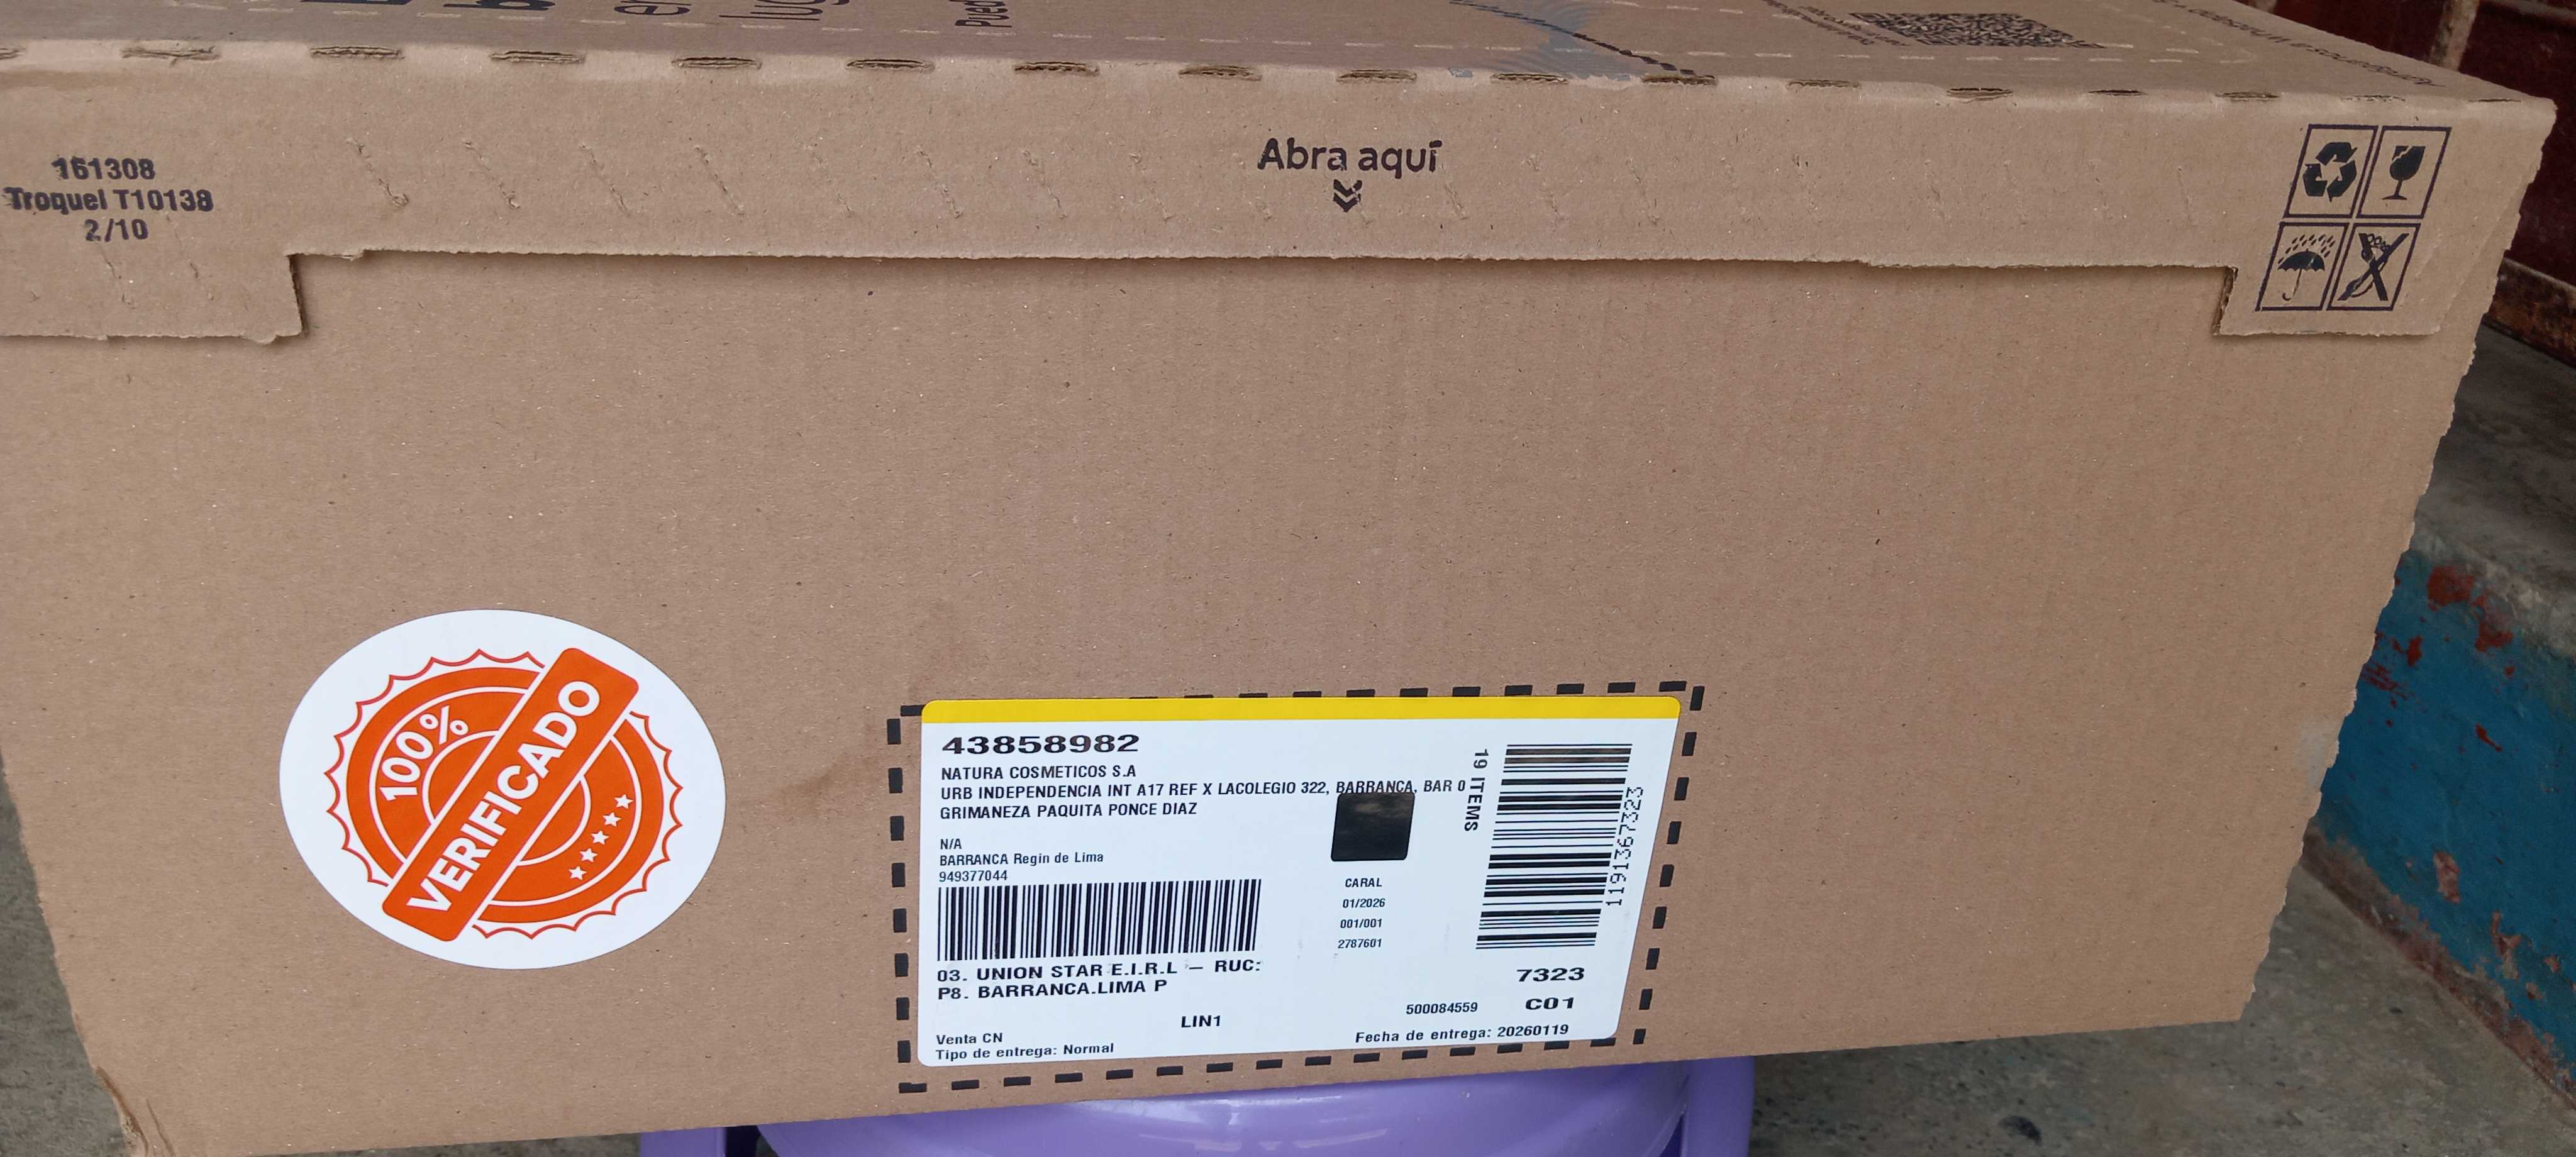 161308
Troquel T10138
2/10
Abra aquí
100%
VERIFICADO
43858982
NATURA COSMETICOS S.A
URB INDEPENDENCIA INT A17 REF X LACOLEGIO 322, BARRANCA, BAR 0
GRIMANEZA PAQUITA PONCE DIAZ
N/A
BARRANCA Regin de Lima
949377044
03. UNION STAR E.I.R.L — RUC:
P8. BARRANCA.LIMA P
LIN1
Venta CN
Tipo de entrega: Normal
CARAL
01/2026
001/001
2787601
19 ITEMS
1191367323
7323
500084559
C01
Fecha de entrega: 20260119